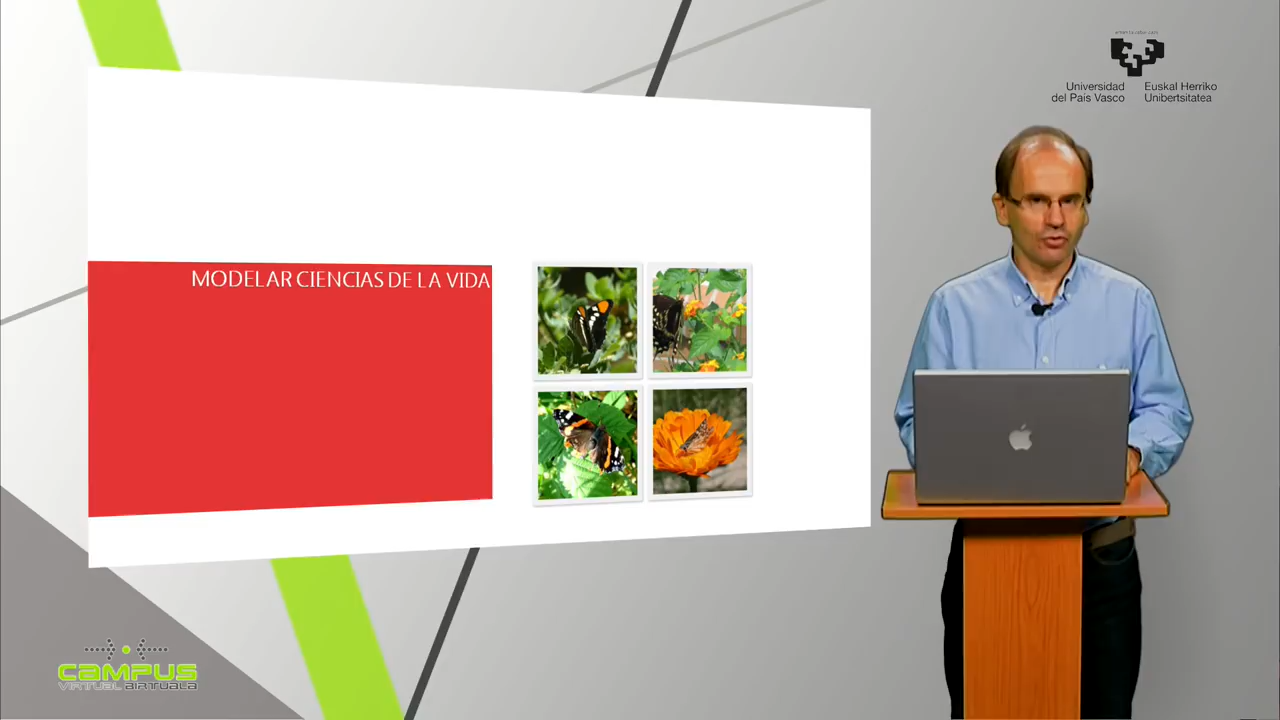 Universidad
del País Vasco
Euskal Herriko
Unibertsitatea
MODELAR CIENCIAS DE LA VIDA
CAMPUS
VIRTUAL BIRTUALA